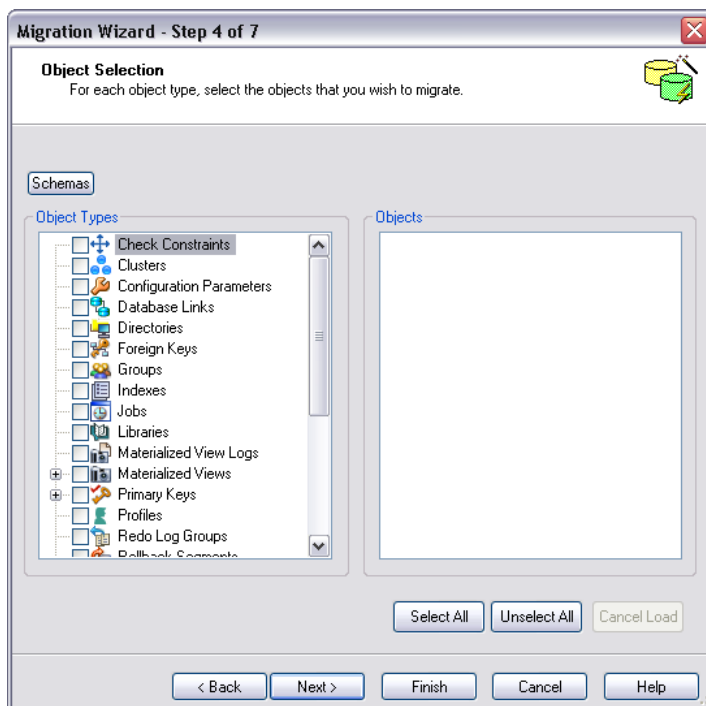 Migration Wizard - Step 4 of 7
Object Selection
For each object type, select the objects that you wish to migrate.
Schemas
Object Types
Check Constraints
Clusters
Configuration Parameters
Database Links
Directories
Foreign Keys
Groups
Indexes
Jobs
Libraries
Materialized View Logs
Materialized Views
Primary Keys
Profiles
Redo Log Groups
Rollback Segments
Objects
Select All Unselect All Cancel Load
< Back Next > Finish Cancel Help